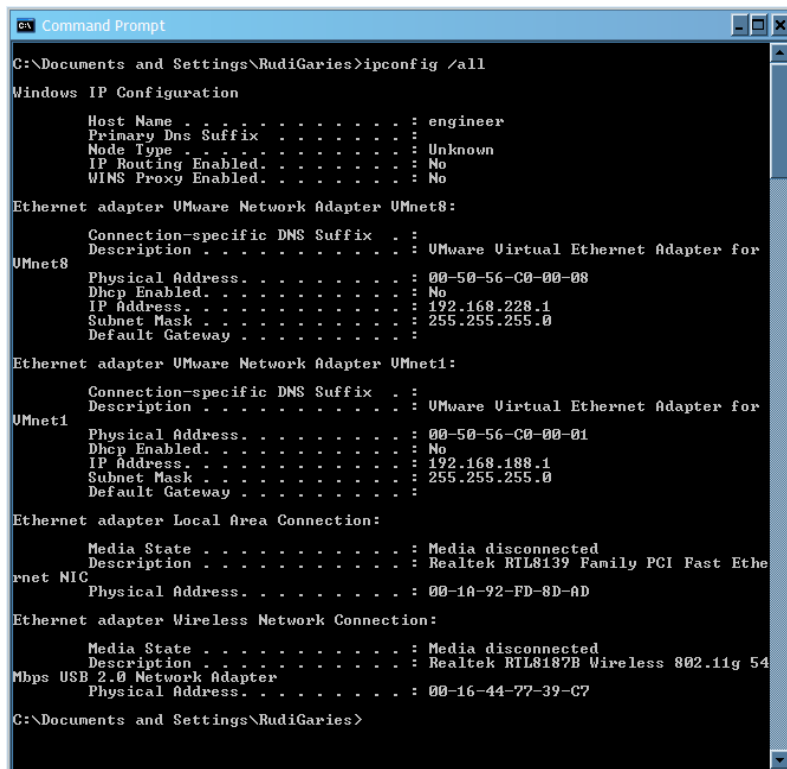 Command Prompt
C:\Documents and Settings\RudiGaries>ipconfig /all
Windows IP Configuration
Host Name . . . . . . . . . . . . : engineer
Primary Dns Suffix . . . . . . . :
Node Type . . . . . . . . . . . . : Unknown
IP Routing Enabled. . . . . . . . : No
WINS Proxy Enabled. . . . . . . . : No
Ethernet adapter VMware Network Adapter VMnet8:
Connection-specific DNS Suffix . :
Description . . . . . . . . . . . : VMware Virtual Ethernet Adapter for
VMnet8
Physical Address. . . . . . . . . : 00-50-56-C0-00-08
Dhcp Enabled. . . . . . . . . . . : No
IP Address. . . . . . . . . . . . : 192.168.228.1
Subnet Mask . . . . . . . . . . . : 255.255.255.0
Default Gateway . . . . . . . . . :
Ethernet adapter VMware Network Adapter VMnet1:
Connection-specific DNS Suffix . :
Description . . . . . . . . . . . : VMware Virtual Ethernet Adapter for
VMnet1
Physical Address. . . . . . . . . : 00-50-56-C0-00-01
Dhcp Enabled. . . . . . . . . . . : No
IP Address. . . . . . . . . . . . : 192.168.188.1
Subnet Mask . . . . . . . . . . . : 255.255.255.0
Default Gateway . . . . . . . . . :
Ethernet adapter Local Area Connection:
Media State . . . . . . . . . . . : Media disconnected
Description . . . . . . . . . . . : Realtek RTL8139 Family PCI Fast Ethe
rnet NIC
Physical Address. . . . . . . . . : 00-1A-92-FD-8D-AD
Ethernet adapter Wireless Network Connection:
Media State . . . . . . . . . . . : Media disconnected
Description . . . . . . . . . . . : Realtek RTL8187B Wireless 802.11g 54
Mbps USB 2.0 Network Adapter
Physical Address. . . . . . . . . : 00-16-44-77-39-C7
C:\Documents and Settings\RudiGaries>